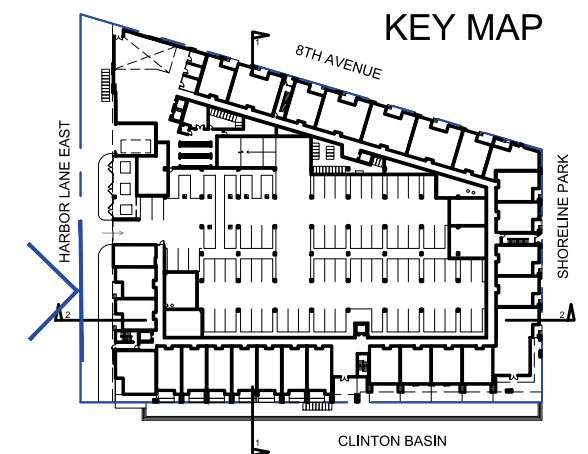 KEY MAP
1
8TH AVENUE
HARBOR LANE EAST
SHORELINE PARK
2
2
1
CLINTON BASIN